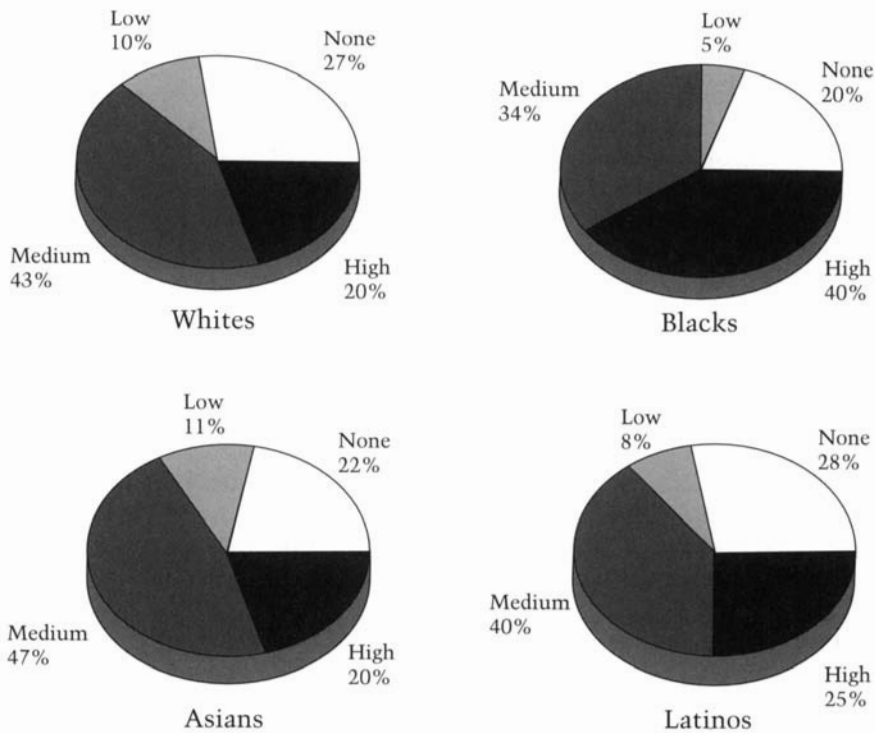 Low
10%
None
27%
Medium
43%
High
20%
Whites
Low
5%
None
20%
Medium
34%
High
40%
Blacks
Low
11%
None
22%
Medium
47%
High
20%
Asians
Low
8%
None
28%
Medium
40%
High
25%
Latinos